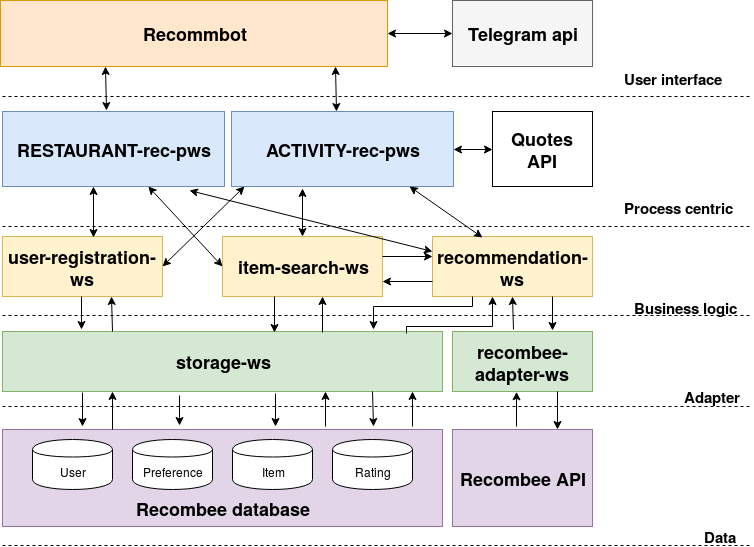 Recommbot
Telegram api
User interface
RESTAURANT-rec-pws
ACTIVITY-rec-pws
Quotes
API
Process centric
user-registration-
ws
item-search-ws
recommendation-
ws
Business logic
storage-ws
recombee-
adapter-ws
Adapter
User
Preference
Item
Rating
Recombee database
Recombee API
Data